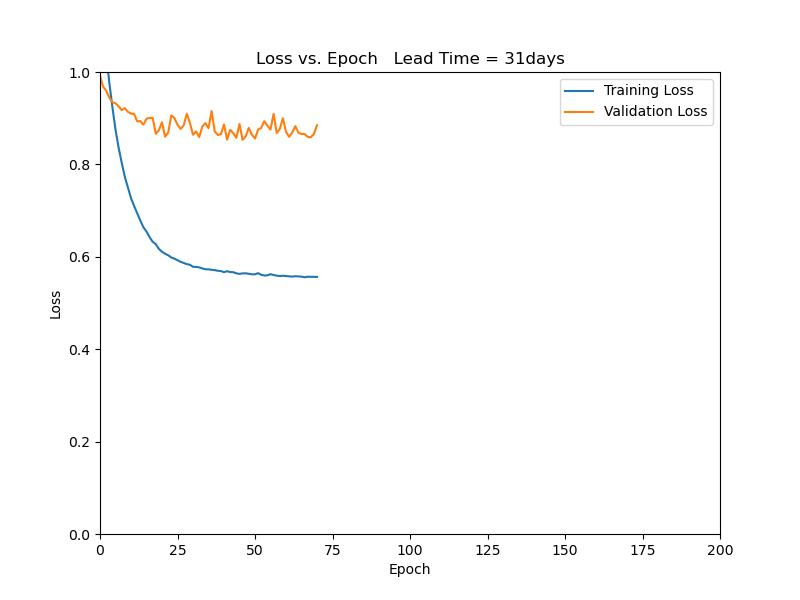 Loss vs. Epoch   Lead Time = 31days
Training Loss
Validation Loss
1.0
0.8
0.6
0.4
0.2
0.0
Loss
0 25 50 75 100 125 150 175 200
Epoch